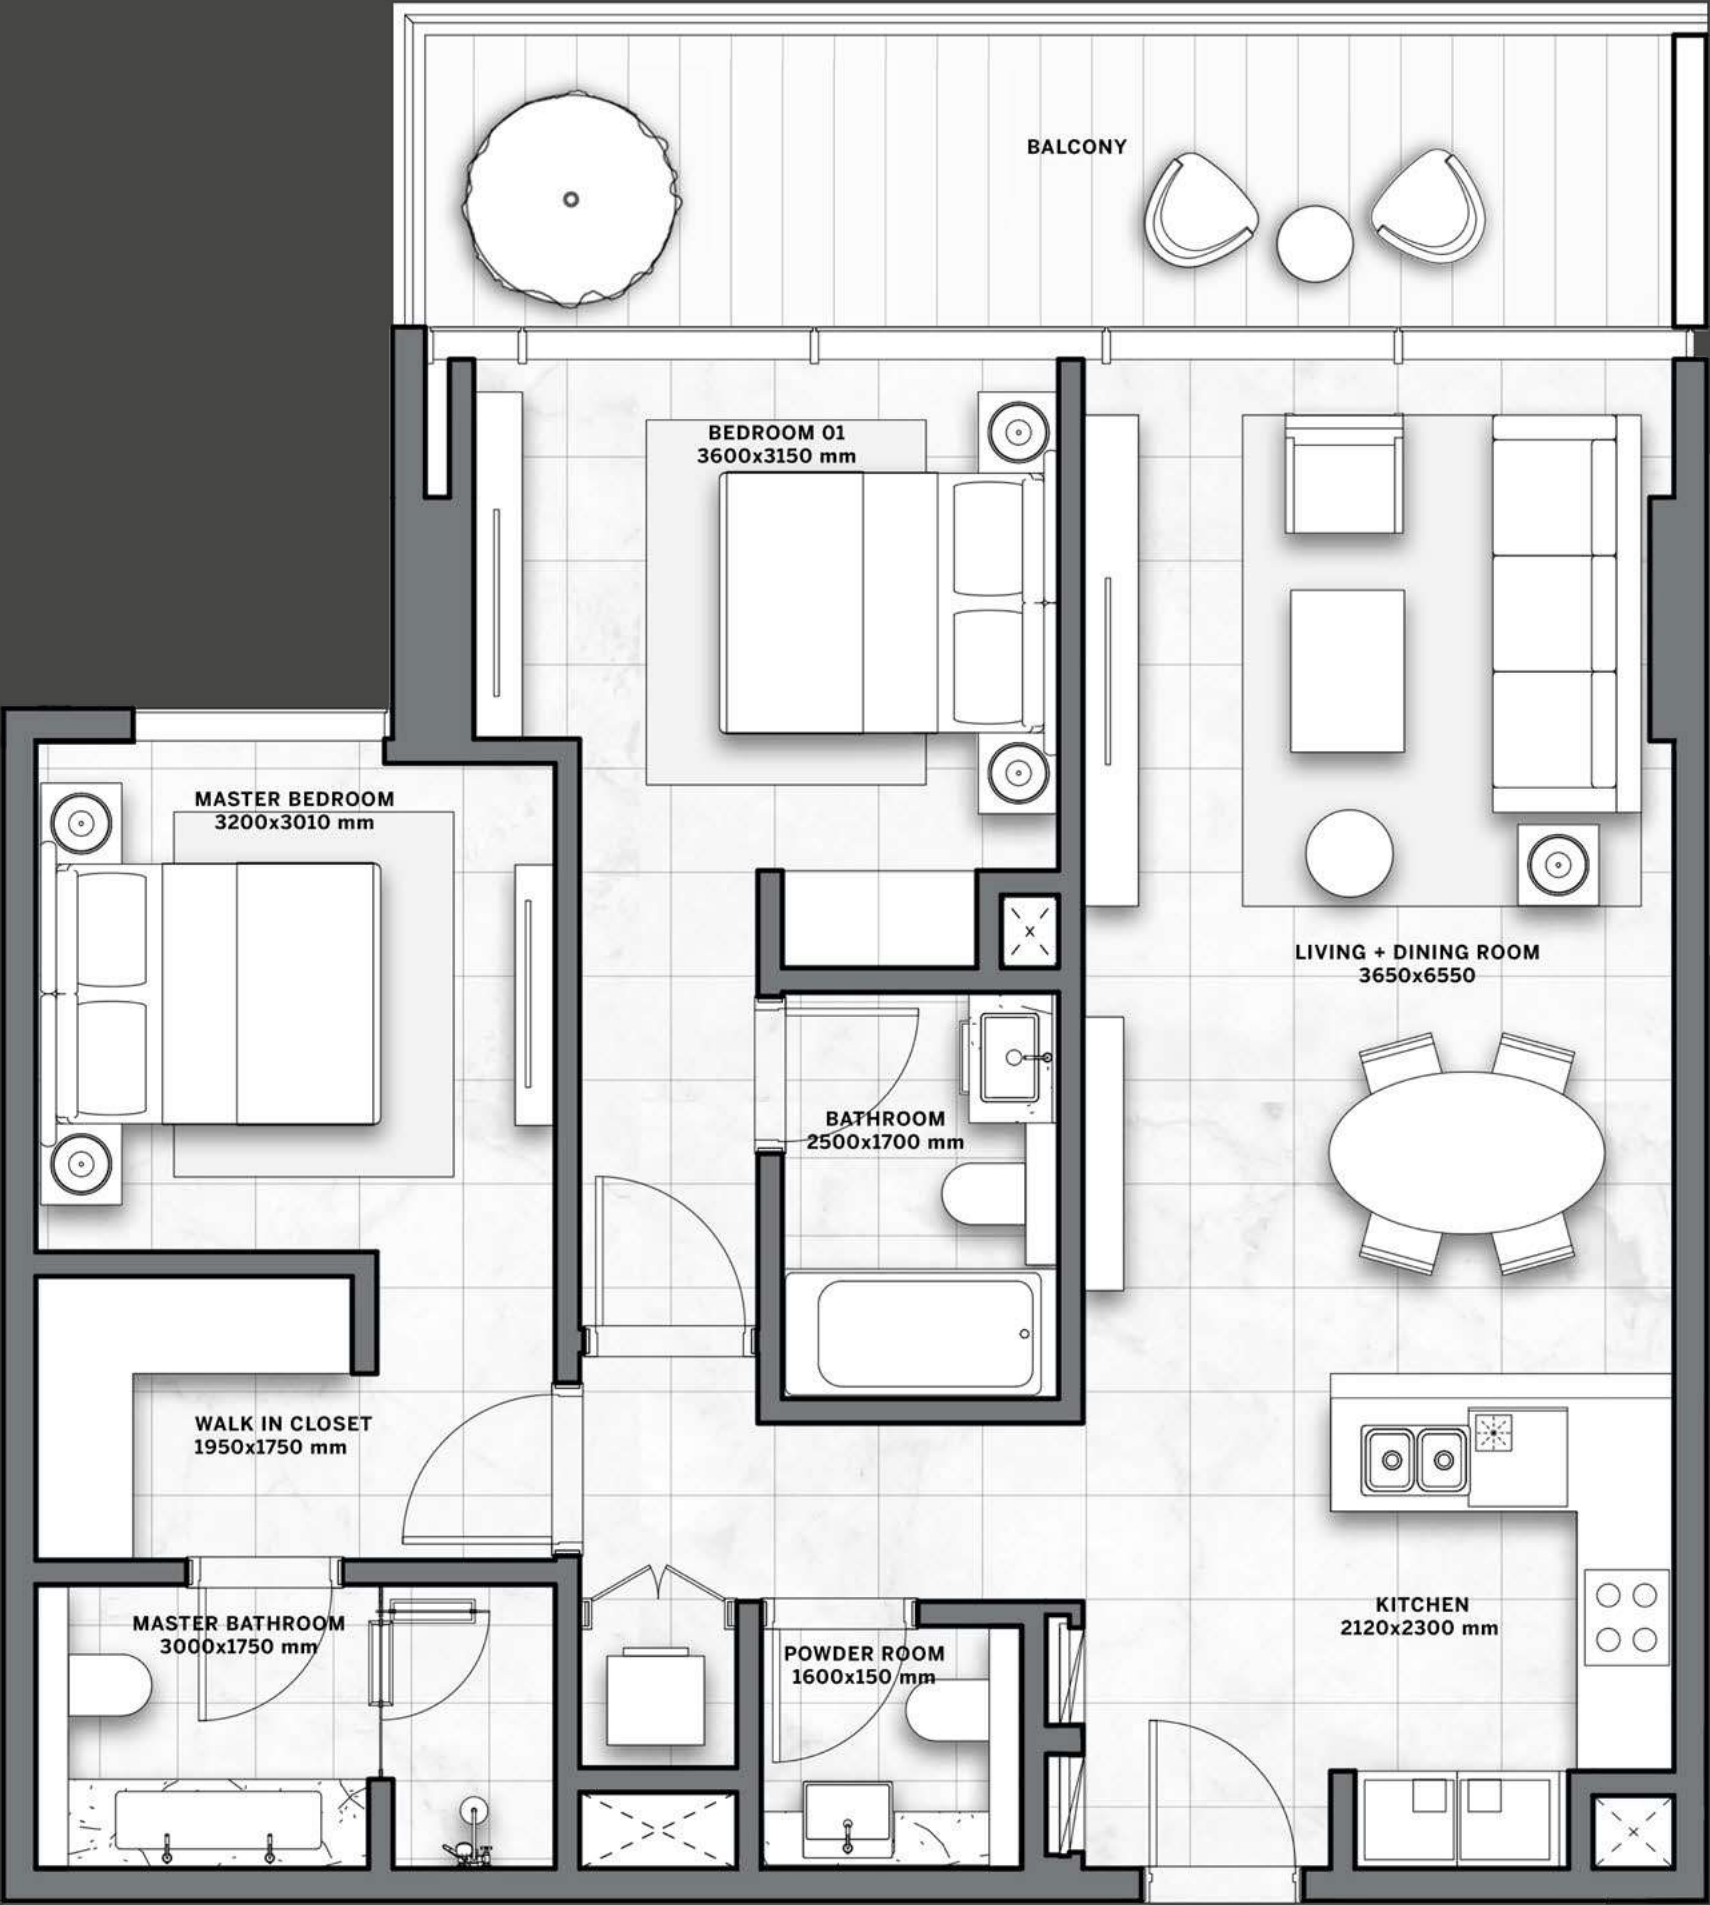 BALCONY
BEDROOM 01
3600x3150 mm
MASTER BEDROOM
3200x3010 mm
LIVING + DINING ROOM
3650x6550
BATHROOM
2500x1700 mm
WALK IN CLOSET
1950x1750 mm
KITCHEN
2120x2300 mm
MASTER BATHROOM
3000x1750 mm
POWDER ROOM
1600x150 mm